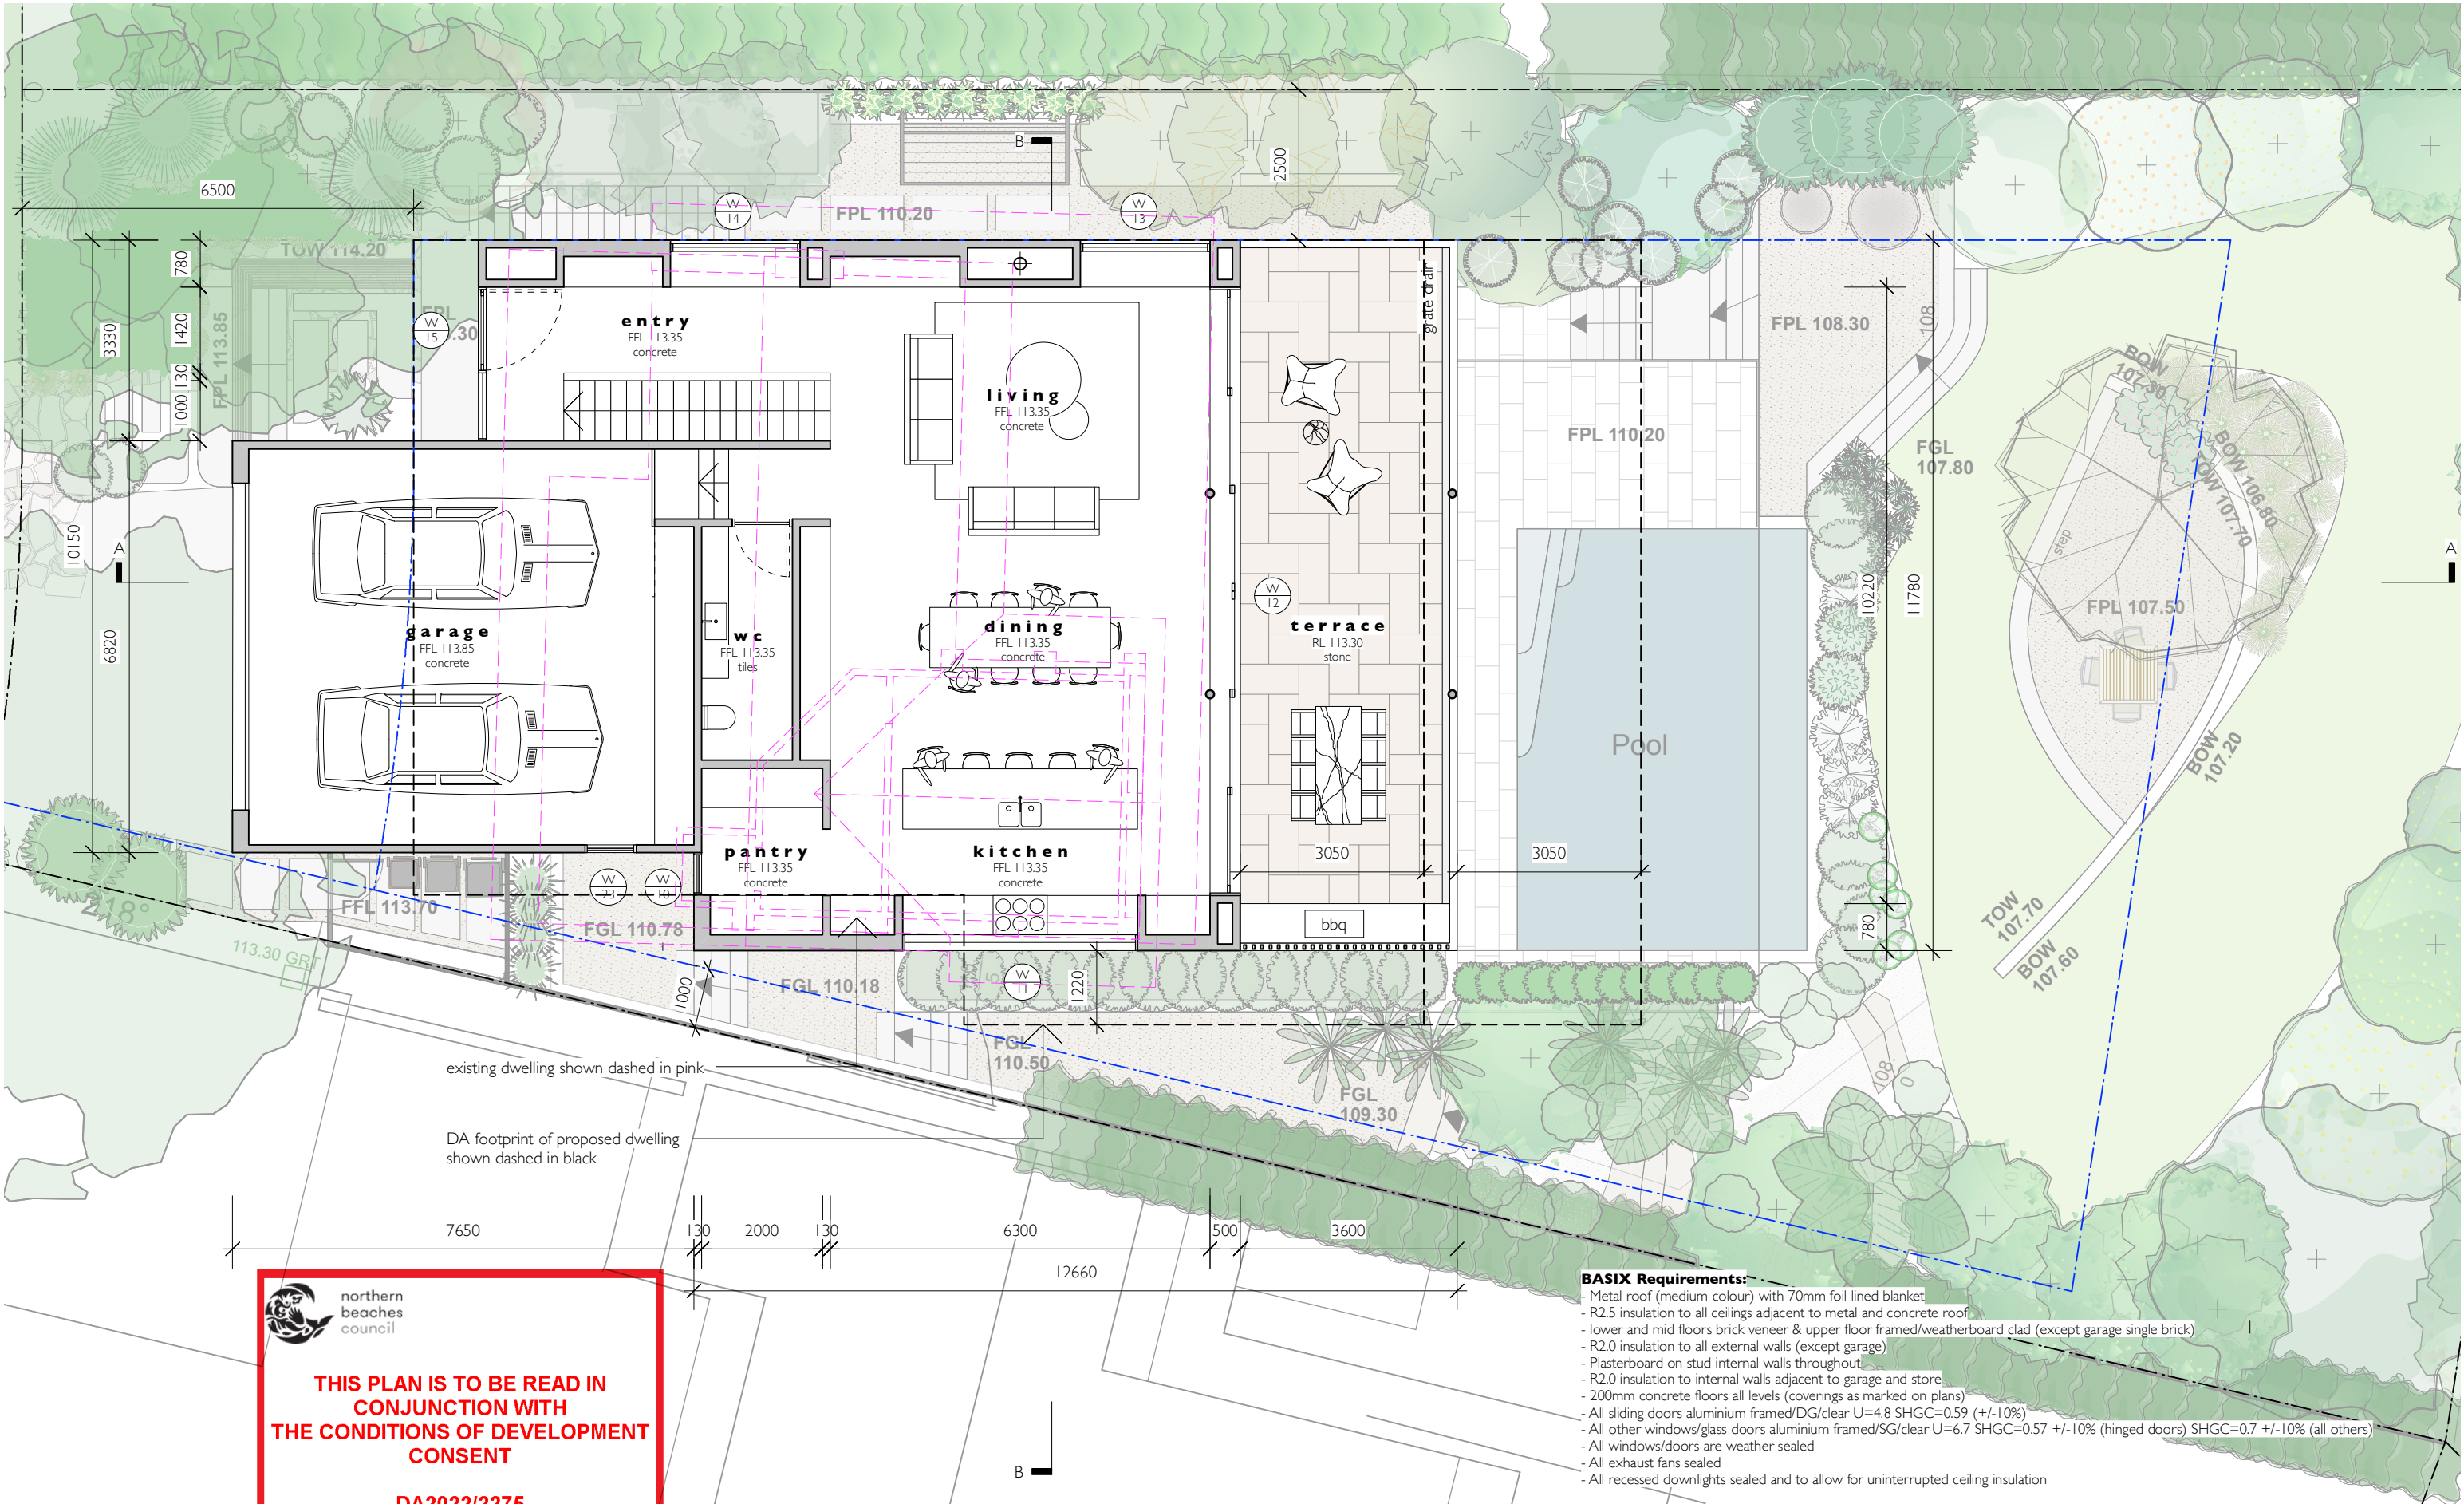 B
2500
6500
W
14
FPL 110.20
W
13
TOW 114.20
780
3330
1420
130
1000
FPL 113.85
W
15
entry
FFL 113.35
concrete
grate drain
FPL 108.30
108.
living
FFL 113.35
concrete
FPL 110.20
FGL
107.80
BOW
107.30
BOW 106.80
TOW 107.70
step
10150
A
A
6820
garage
FFL 113.85
concrete
wc
FFL 113.35
tiles
dining
FFL 113.35
concrete
W
12
terrace
RL 113.30
stone
10220
11780
FPL 107.50
Pool
BOW
107.20
pantry
FFL 113.35
concrete
kitchen
FFL 113.35
concrete
3050
3050
W
23
W
10
FFL 113.70
FGL 110.78
bbq
780
TOW
107.70
BOW
107.60
113.30 GRT
1000
FGL 110.18
W
11
1220
FGL
110.50
108.
0
existing dwelling shown dashed in pink
FGL
109.30
DA footprint of proposed dwelling
shown dashed in black
7650
130
2000
130
6300
500
3600
12660
northern
beaches
council
THIS PLAN IS TO BE READ IN
CONJUNCTION WITH
THE CONDITIONS OF DEVELOPMENT
CONSENT
DA2022/2275
B
BASIX Requirements:
- Metal roof (medium colour) with 70mm foil lined blanket
- R2.5 insulation to all ceilings adjacent to metal and concrete roof
- lower and mid floors brick veneer & upper floor framed/weatherboard clad (except garage single brick)
- R2.0 insulation to all external walls (except garage)
- Plasterboard on stud internal walls throughout
- R2.0 insulation to internal walls adjacent to garage and store
- 200mm concrete floors all levels (coverings as marked on plans)
- All sliding doors aluminium framed/DG/clear U=4.8 SHGC=0.59 (+/-10%)
- All other windows/glass doors aluminium framed/SG/clear U=6.7 SHGC=0.57 +/-10% (hinged doors) SHGC=0.7 +/-10% (all others)
- All windows/doors are weather sealed
- All exhaust fans sealed
- All recessed downlights sealed and to allow for uninterrupted ceiling insulation